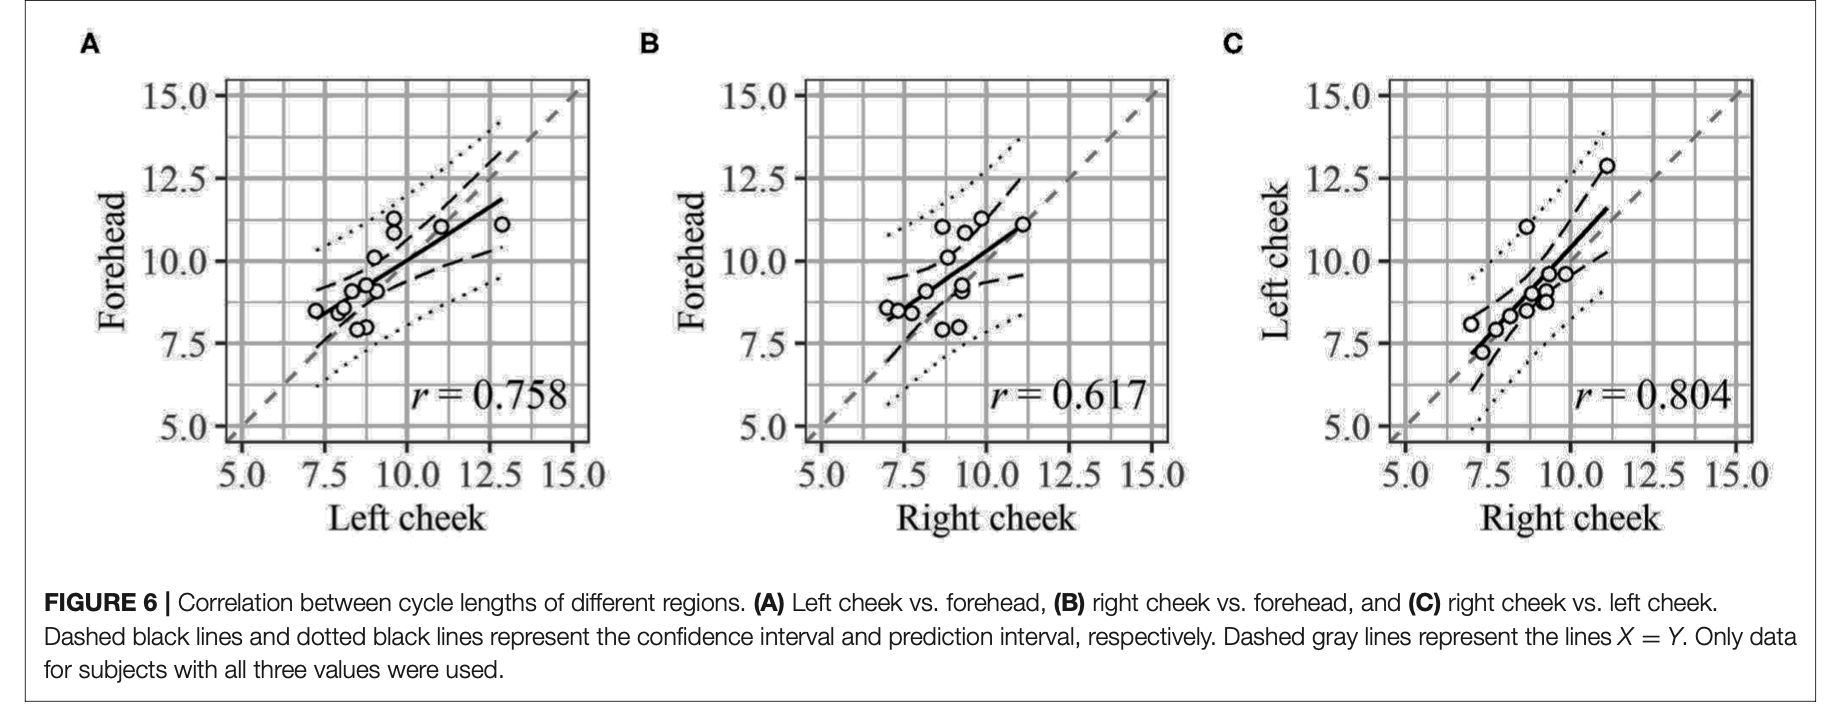 A
B
C
15.0
12.5
10.0
7.5
5.0
Forehead
r = 0.758
5.0 7.5 10.0 12.5 15.0
Left cheek
15.0
12.5
10.0
7.5
5.0
Forehead
r = 0.617
5.0 7.5 10.0 12.5 15.0
Right cheek
15.0
12.5
10.0
7.5
5.0
Left cheek
r = 0.804
5.0 7.5 10.0 12.5 15.0
Right cheek
FIGURE 6 | Correlation between cycle lengths of different regions. (A) Left cheek vs. forehead, (B) right cheek vs. forehead, and (C) right cheek vs. left cheek.
Dashed black lines and dotted black lines represent the confidence interval and prediction interval, respectively. Dashed gray lines represent the lines X = Y. Only data
for subjects with all three values were used.